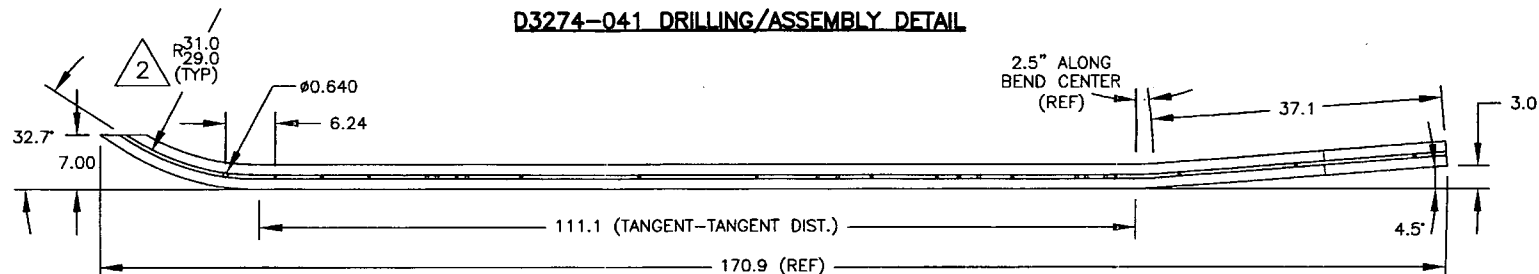 D3274-041 DRILLING/ASSEMBLY DETAIL
R31.0
29.0
(TYP)
2
Ø0.640
6.24
2.5" ALONG
BEND CENTER
(REF)
37.1
3.0
32.7°
7.00
111.1 (TANGENT-TANGENT DIST.)
4.5°
170.9 (REF)